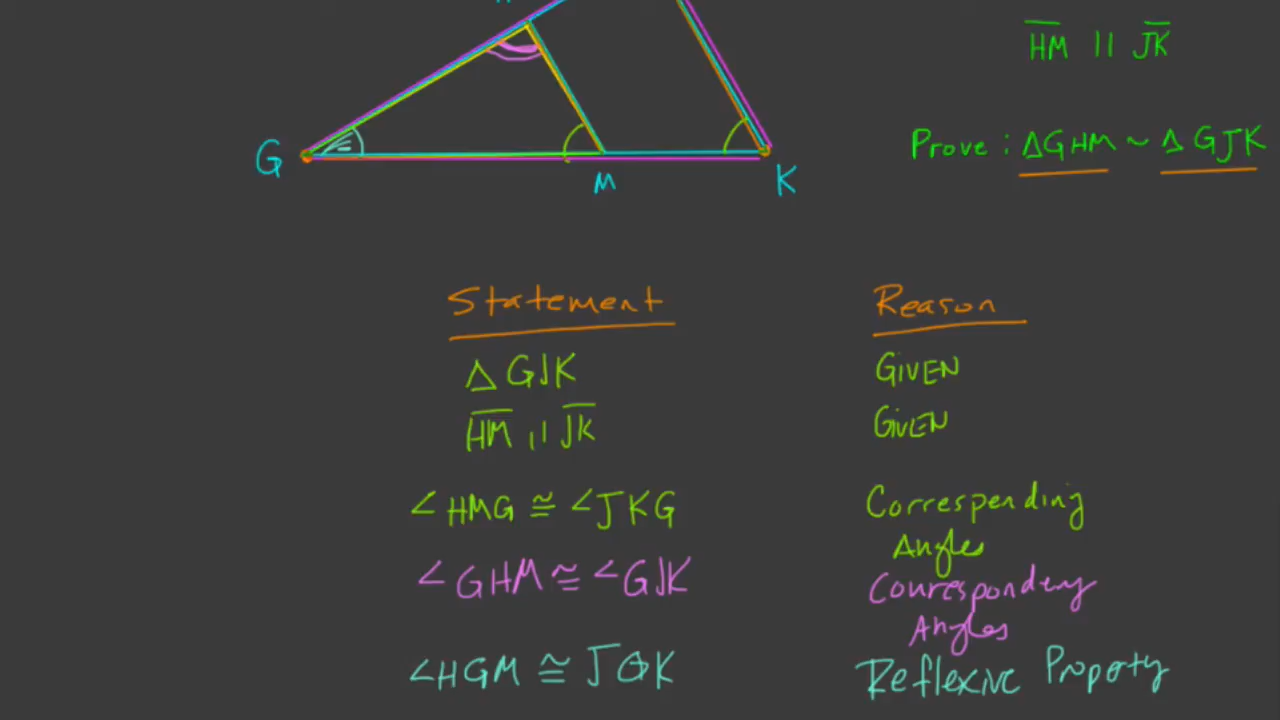 HM || JK
Prove : ΔGHM ~ Δ GJK
G
M
K
Statement
Reason
Δ GJK
GIVEN
HM || JK
GIVEN
∠HMG ≅ ∠JKG
Corresponding
Angles
∠GHM ≅ ∠GJK
Corresponding
Angles
∠HGM ≅ JGK
Reflexive Property